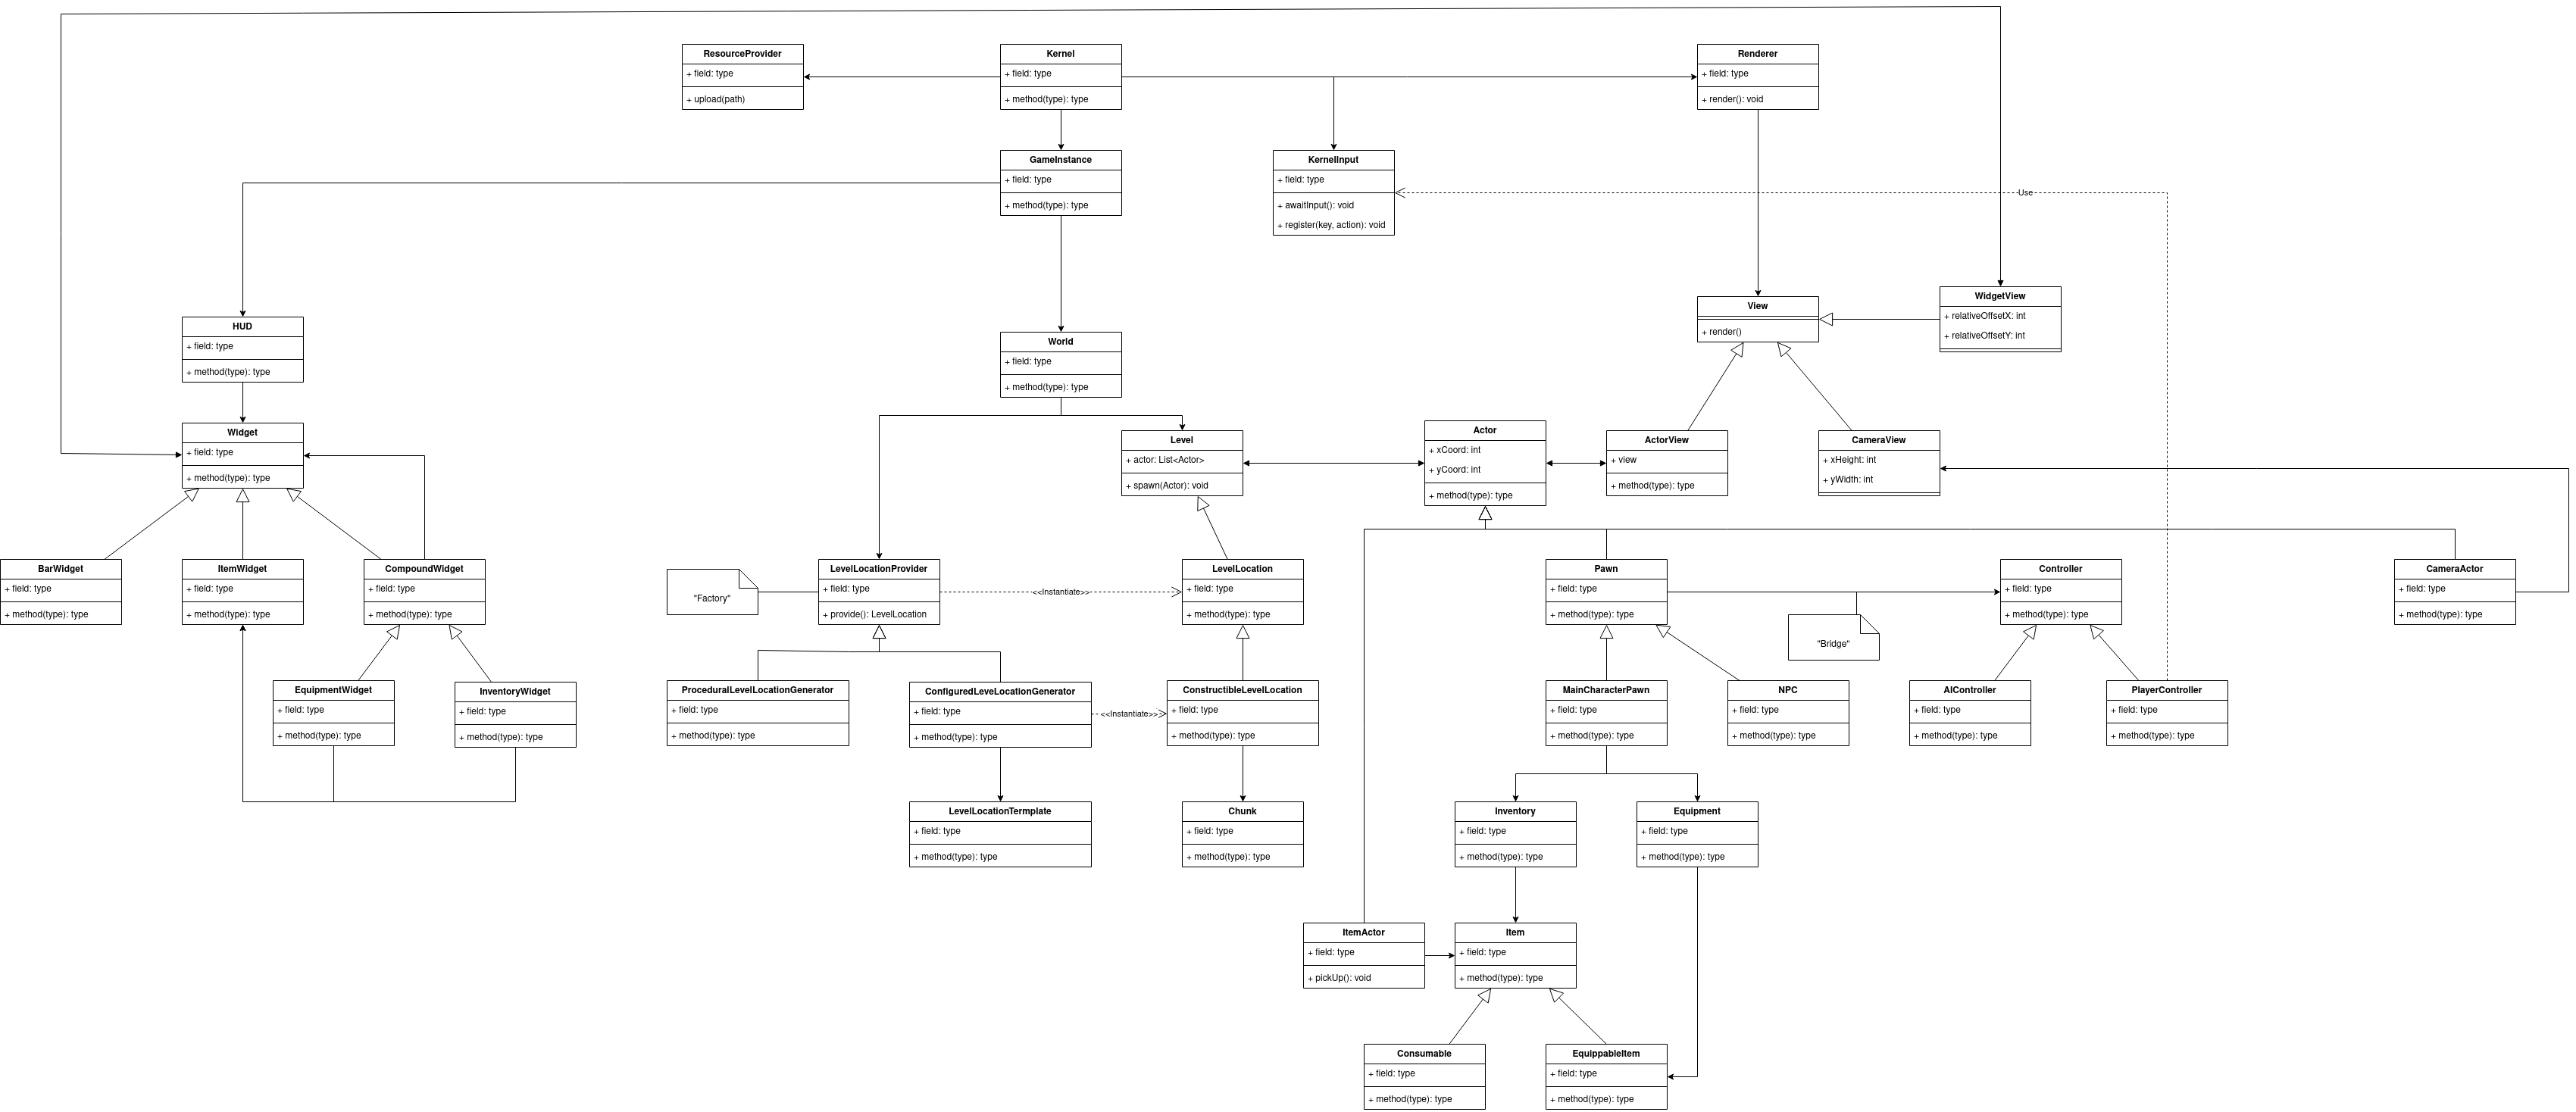 ResourceProvider
+ field: type
+ upload(path)
Kernel
+ field: type
+ method(type): type
Renderer
+ field: type
+ render(): void
GameInstance
+ field: type
+ method(type): type
KernelInput
+ field: type
+ awaitInput(): void
+ register(key, action): void
Use
HUD
+ field: type
+ method(type): type
World
+ field: type
+ method(type): type
View
+ render()
WidgetView
+ relativeOffsetX: int
+ relativeOffsetY: int
Widget
+ field: type
+ method(type): type
Level
+ actor: List<Actor>
+ spawn(Actor): void
Actor
+ xCoord: int
+ yCoord: int
+ method(type): type
ActorView
+ view
+ method(type): type
CameraView
+ xHeight: int
+ yWidth: int
BarWidget
+ field: type
+ method(type): type
ItemWidget
+ field: type
+ method(type): type
CompoundWidget
+ field: type
+ method(type): type
"Factory"
LevelLocationProvider
+ field: type
+ provide(): LevelLocation
<<Instantiate>>
LevelLocation
+ field: type
+ method(type): type
Pawn
+ field: type
+ method(type): type
"Bridge"
Controller
+ field: type
+ method(type): type
CameraActor
+ field: type
+ method(type): type
EquipmentWidget
+ field: type
+ method(type): type
InventoryWidget
+ field: type
+ method(type): type
ProceduralLevelLocationGenerator
+ field: type
+ method(type): type
ConfiguredLeveLocationGenerator
+ field: type
+ method(type): type
<<Instantiate>>
ConstructibleLevelLocation
+ field: type
+ method(type): type
MainCharacterPawn
+ field: type
+ method(type): type
NPC
+ field: type
+ method(type): type
AIController
+ field: type
+ method(type): type
PlayerController
+ field: type
+ method(type): type
LevelLocationTermplate
+ field: type
+ method(type): type
Chunk
+ field: type
+ method(type): type
Inventory
+ field: type
+ method(type): type
Equipment
+ field: type
+ method(type): type
ItemActor
+ field: type
+ pickUp(): void
Item
+ field: type
+ method(type): type
Consumable
+ field: type
+ method(type): type
EquippableItem
+ field: type
+ method(type): type